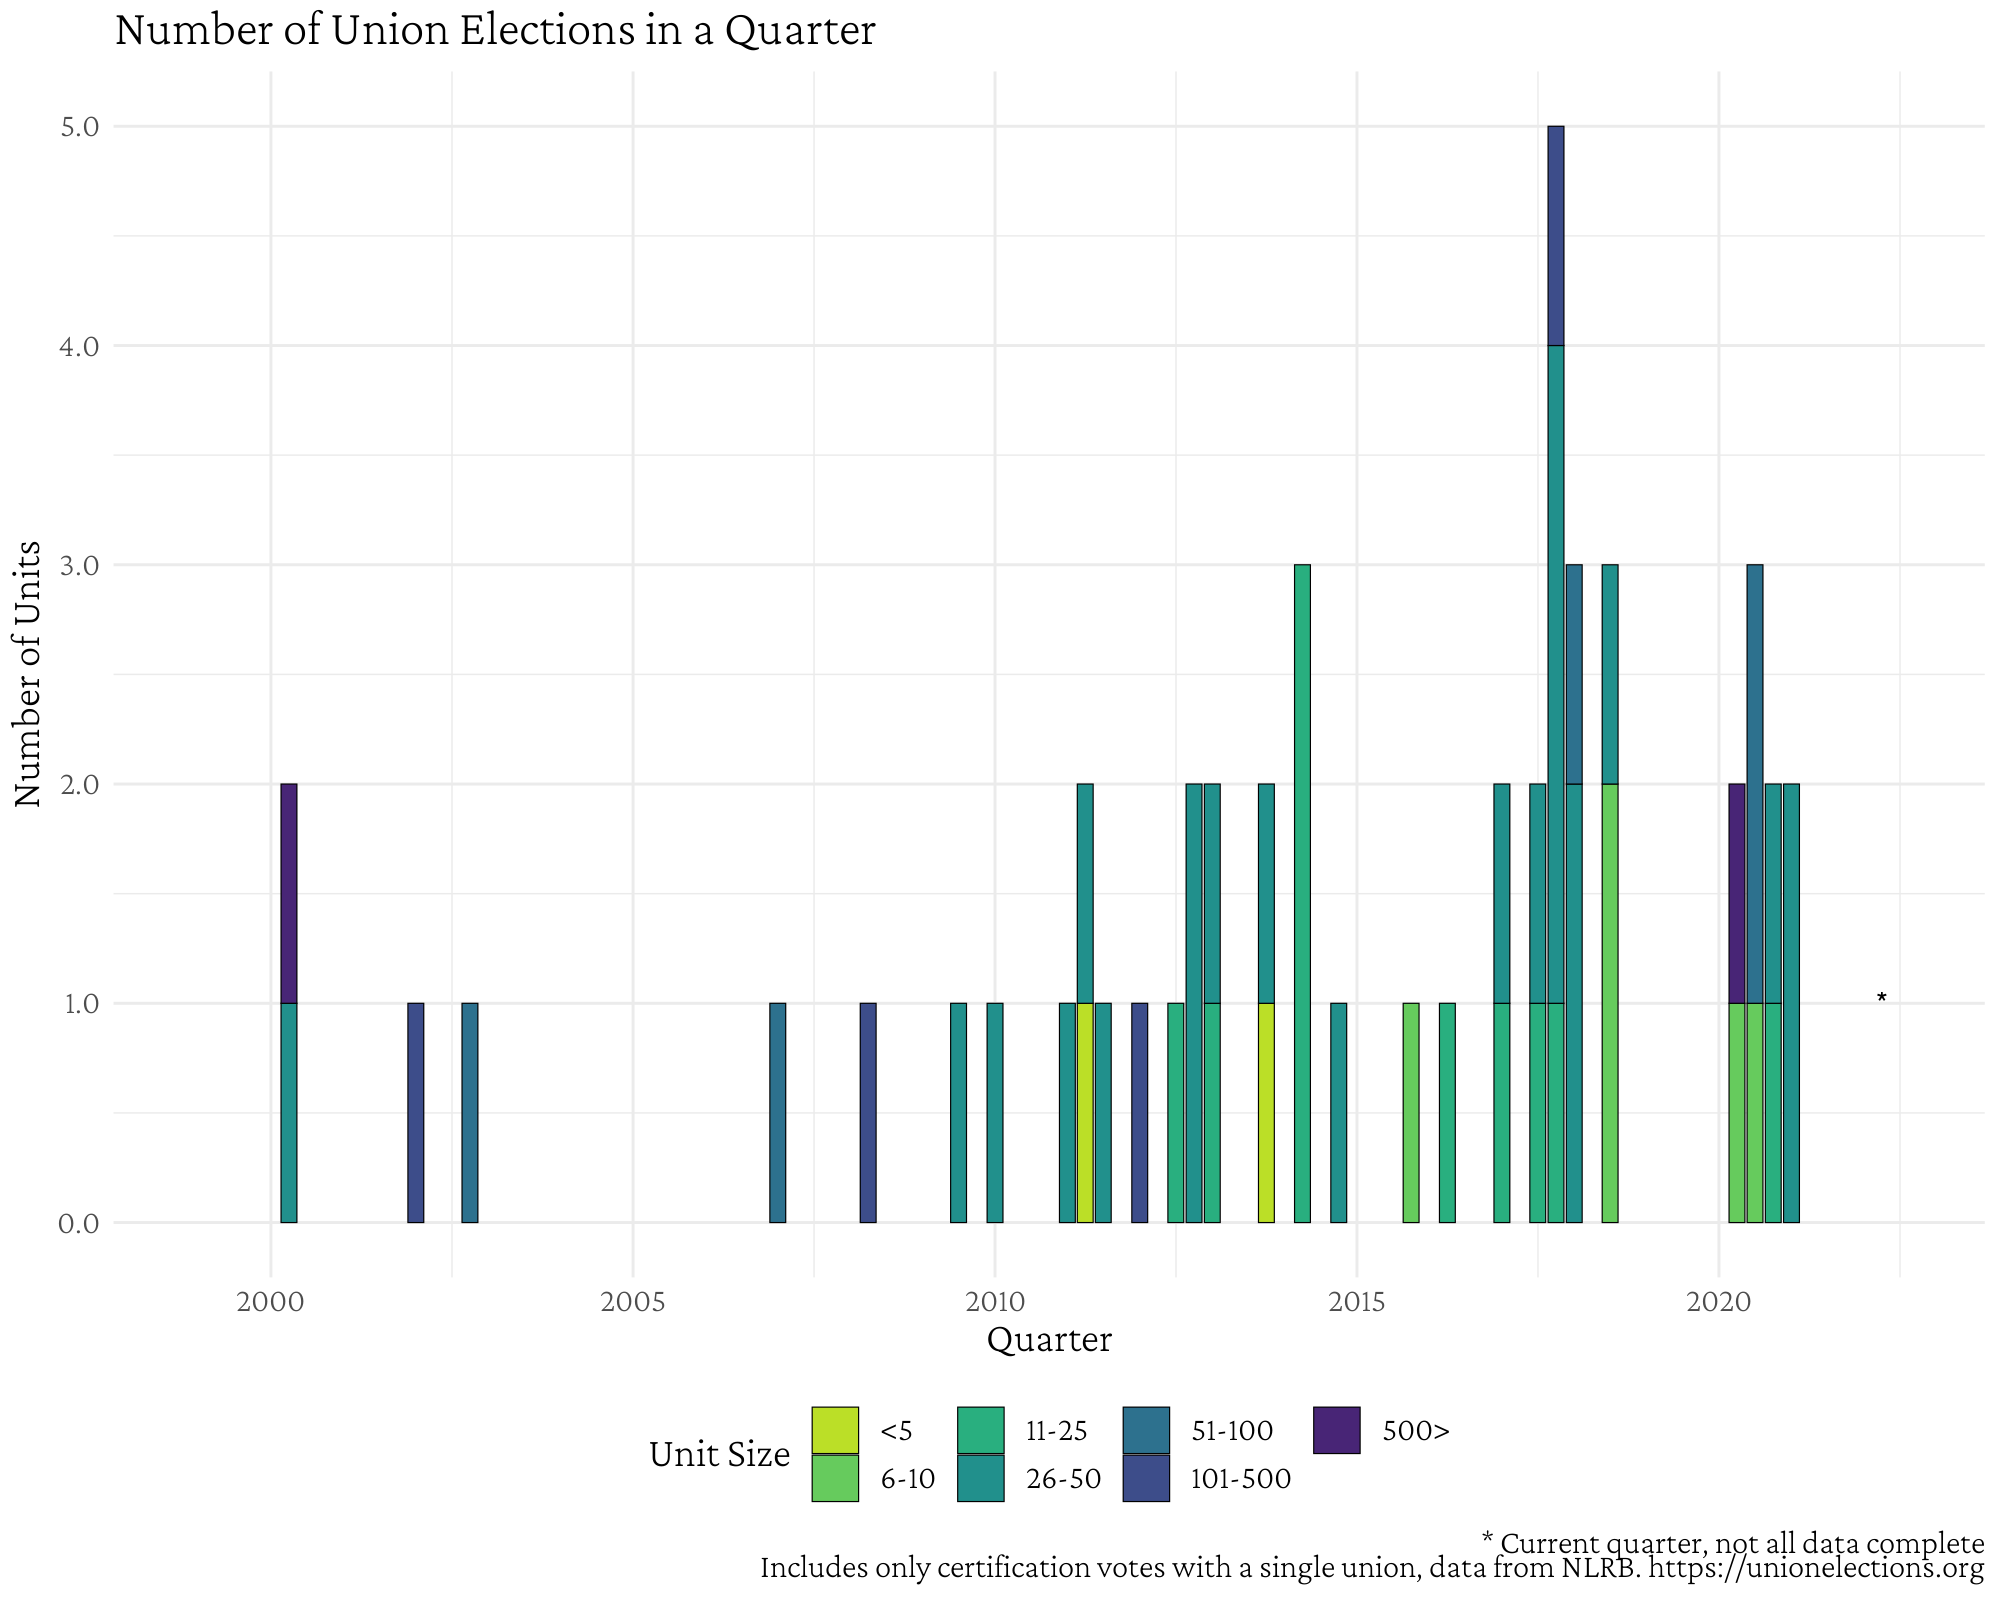 Number of Union Elections in a Quarter
Number of Units
5.0
4.0
3.0
2.0
1.0
0.0
*
2000 2005 2010 2015 2020
Quarter
Unit Size
<5 11-25 51-100 500>
6-10 26-50 101-500
* Current quarter, not all data complete
Includes only certification votes with a single union, data from NLRB. https://unionelections.org